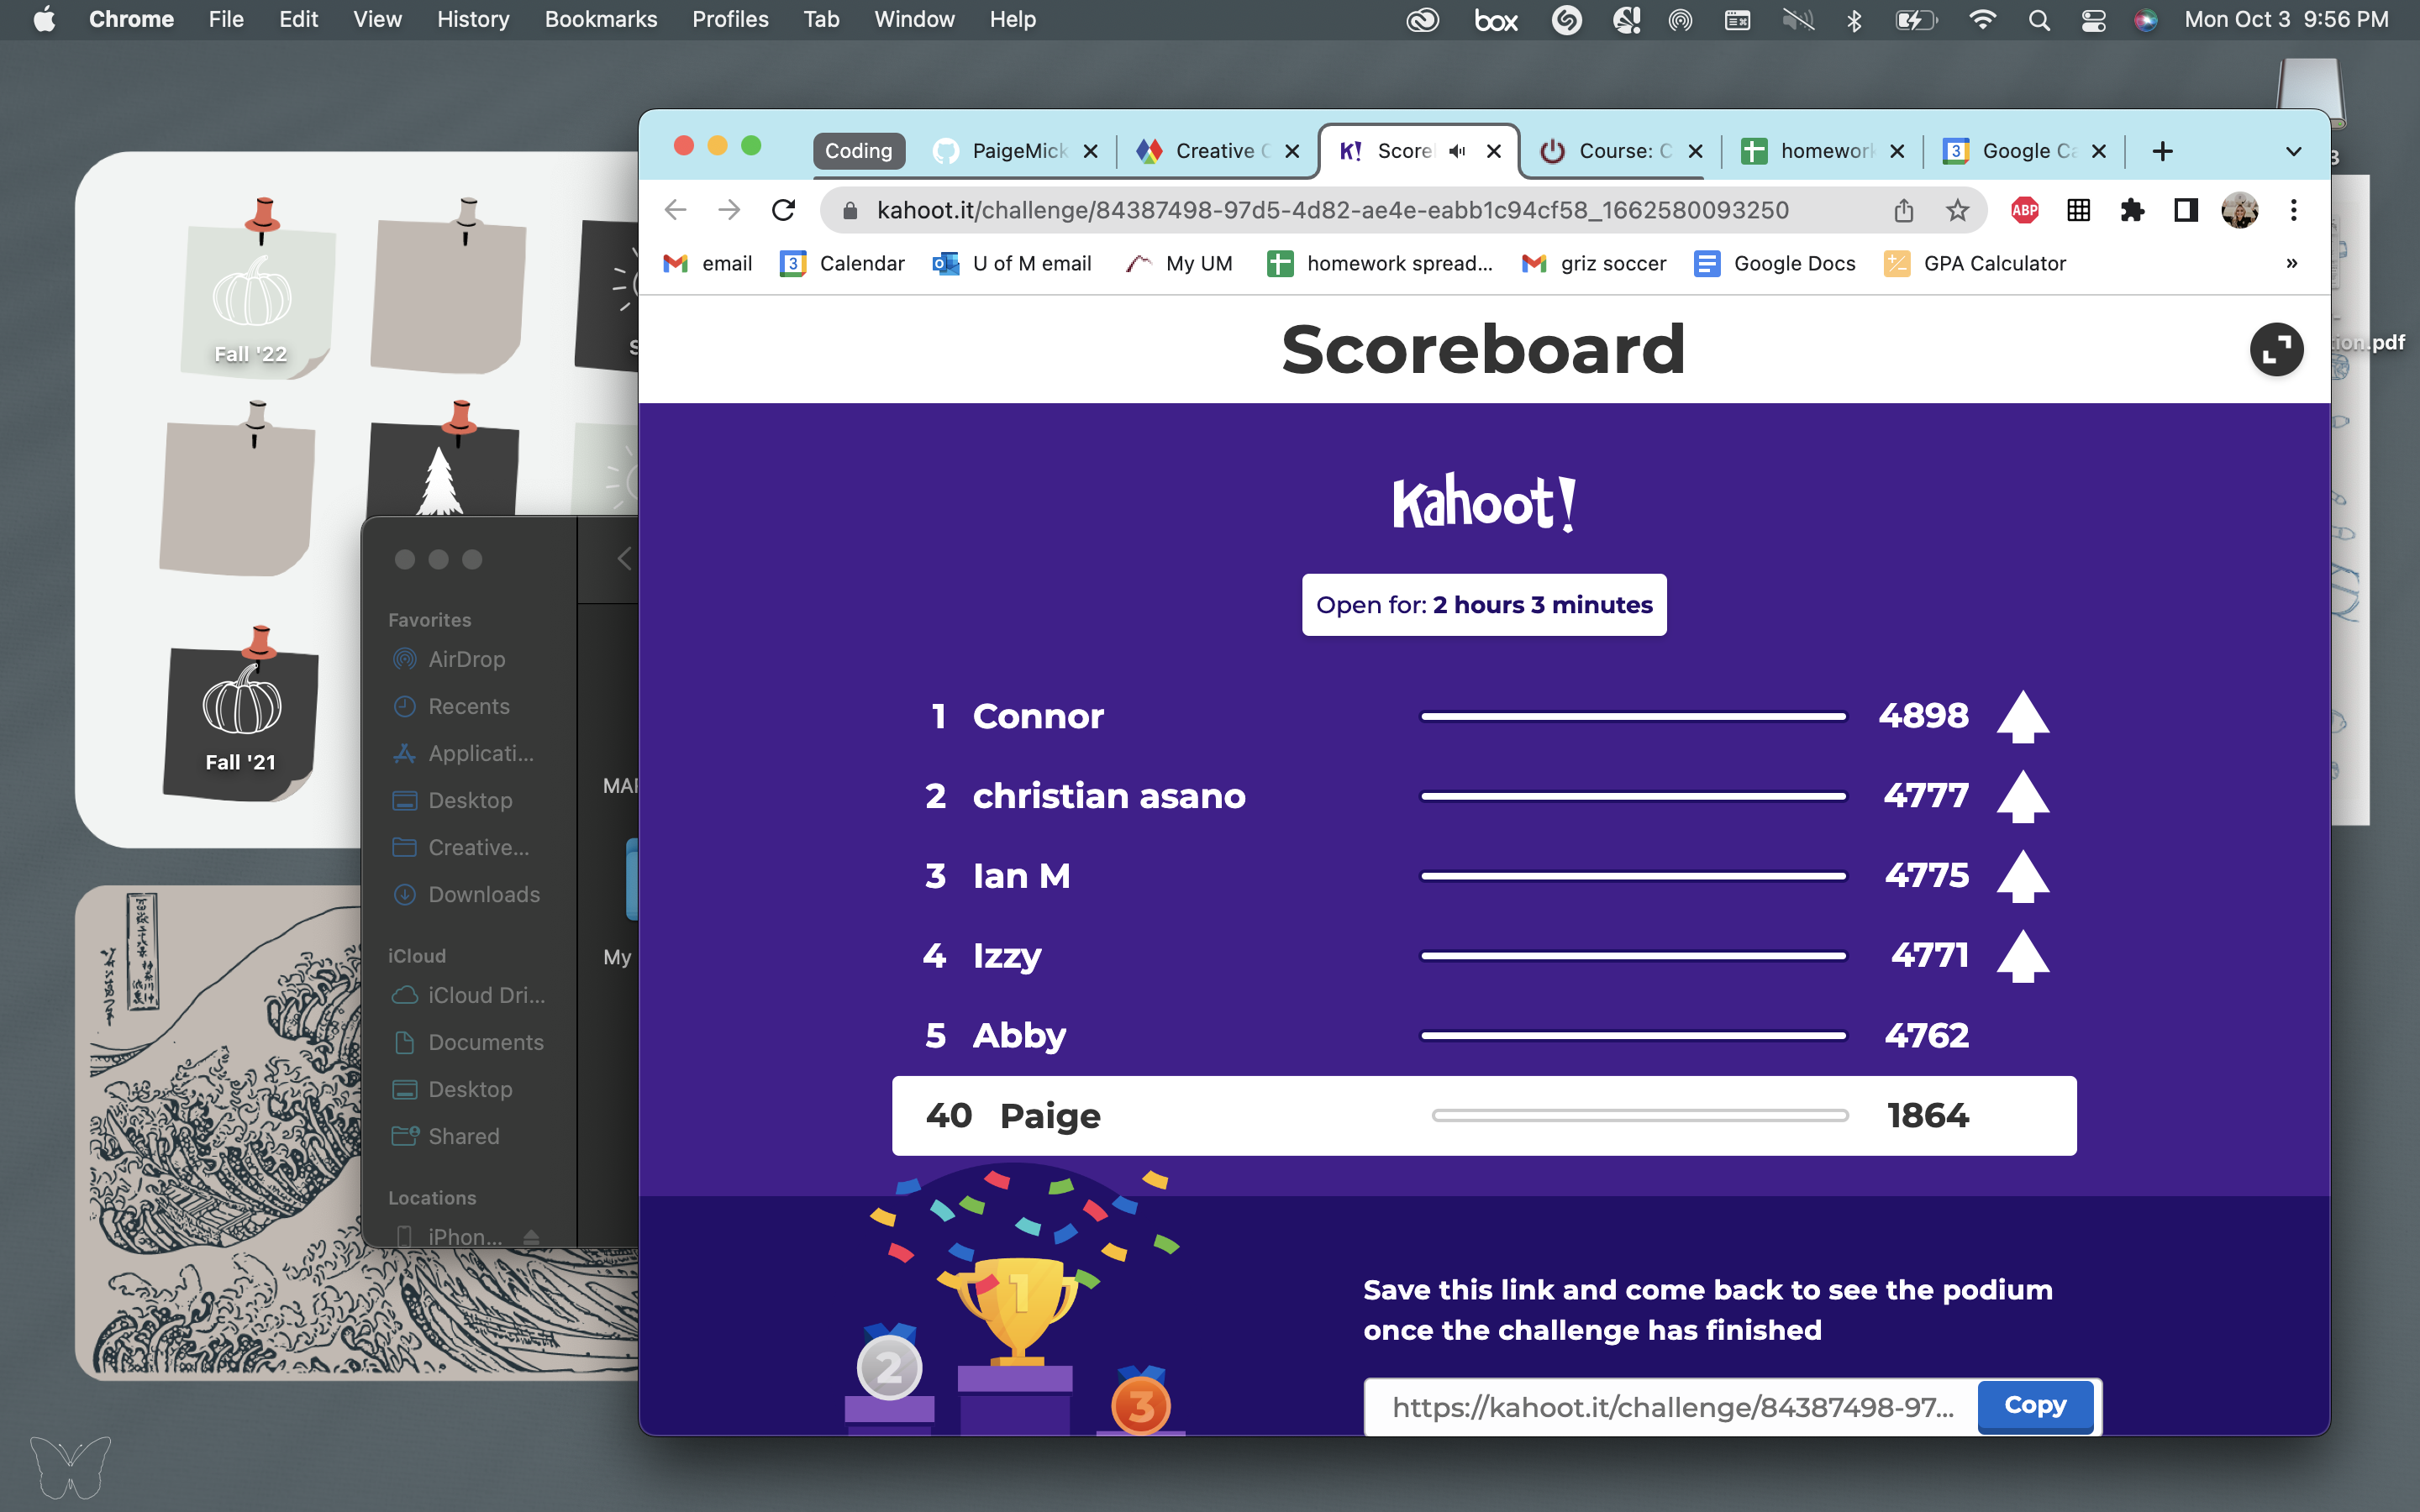 Chrome File Edit View History Bookmarks Profiles Tab Window Help box Mon Oct 3 9:56 PM
Coding PaigeMick Creative C K! Scorel Course: C homework 3 Google Ca
kahoot.it/challenge/84387498-97d5-4d82-ae4e-eabb1c94cf58_1662580093250 ABP
email 3 Calendar U of M email My UM homework spread... griz soccer Google Docs GPA Calculator »
Scoreboard
Kahoot!
Open for: 2 hours 3 minutes
1 Connor 4898
2 christian asano 4777
3 Ian M 4775
4 Izzy 4771
5 Abby 4762
40 Paige 1864
1
2
3
Save this link and come back to see the podium
once the challenge has finished
https://kahoot.it/challenge/84387498-97... Copy
Fall '22
S
Fall '21
Favorites
AirDrop
Recents
Applicati...
Desktop
Creative...
Downloads
iCloud
iCloud Dri...
Documents
Desktop
Shared
Locations
iPhon...
My
3
tion.pdf